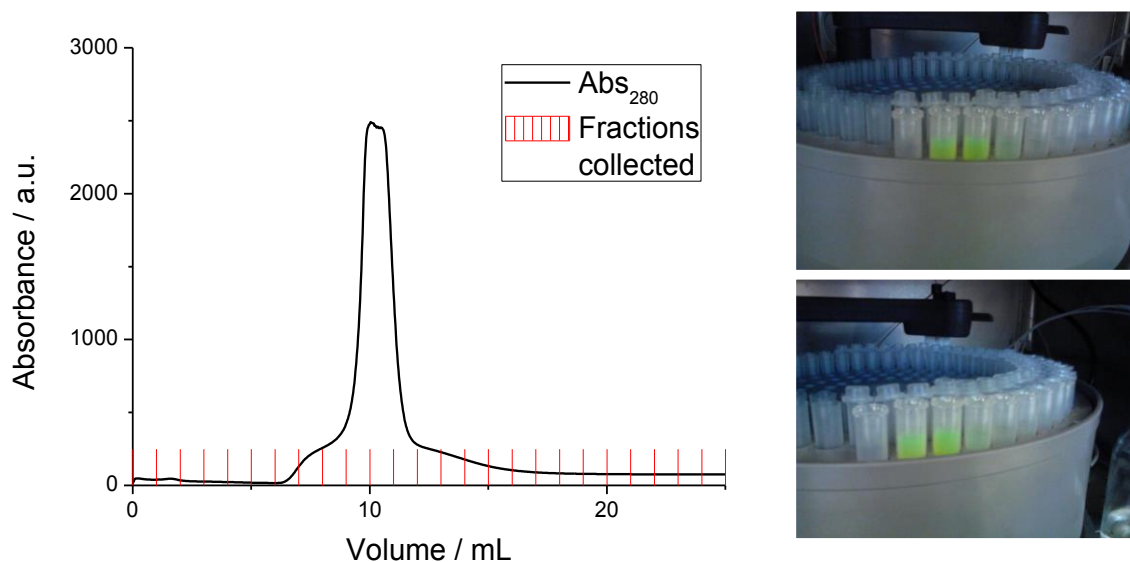 3000
2000
1000
0
Absorbance / a.u.
Abs₂₈₀
Fractions
collected
0
10
20
Volume / mL